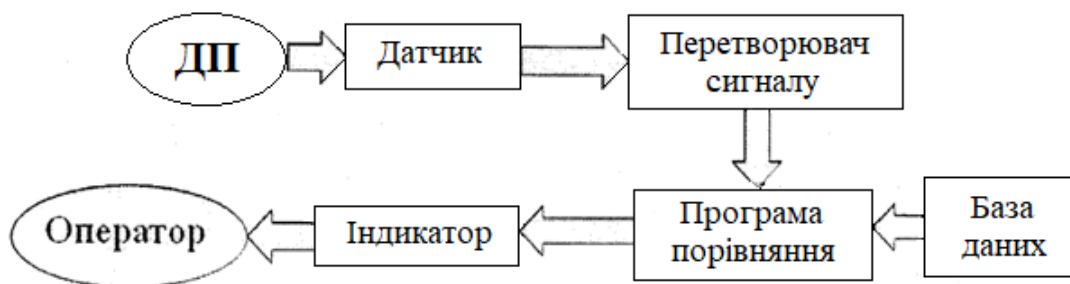 ДП
Датчик
Перетворювач
сигналу
Оператор
Індикатор
Програма
порівняння
База
даних